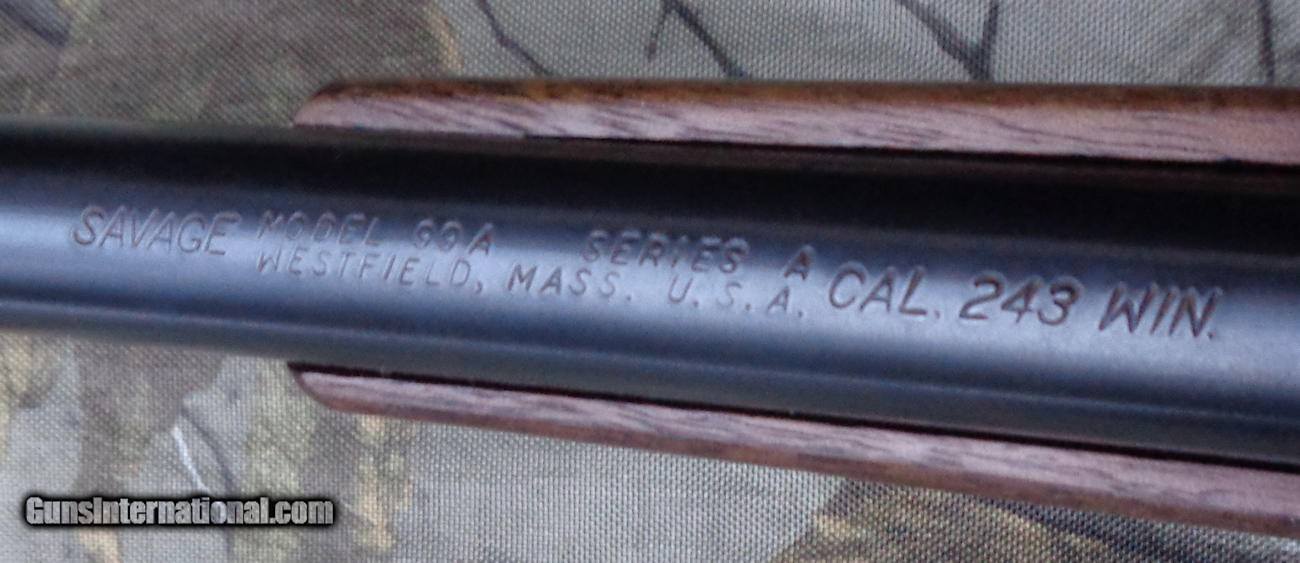 SAVAGE MODEL 99A SERIES A CAL. 243 WIN.
WESTFIELD, MASS. U.S.A.
GunsInternational.com